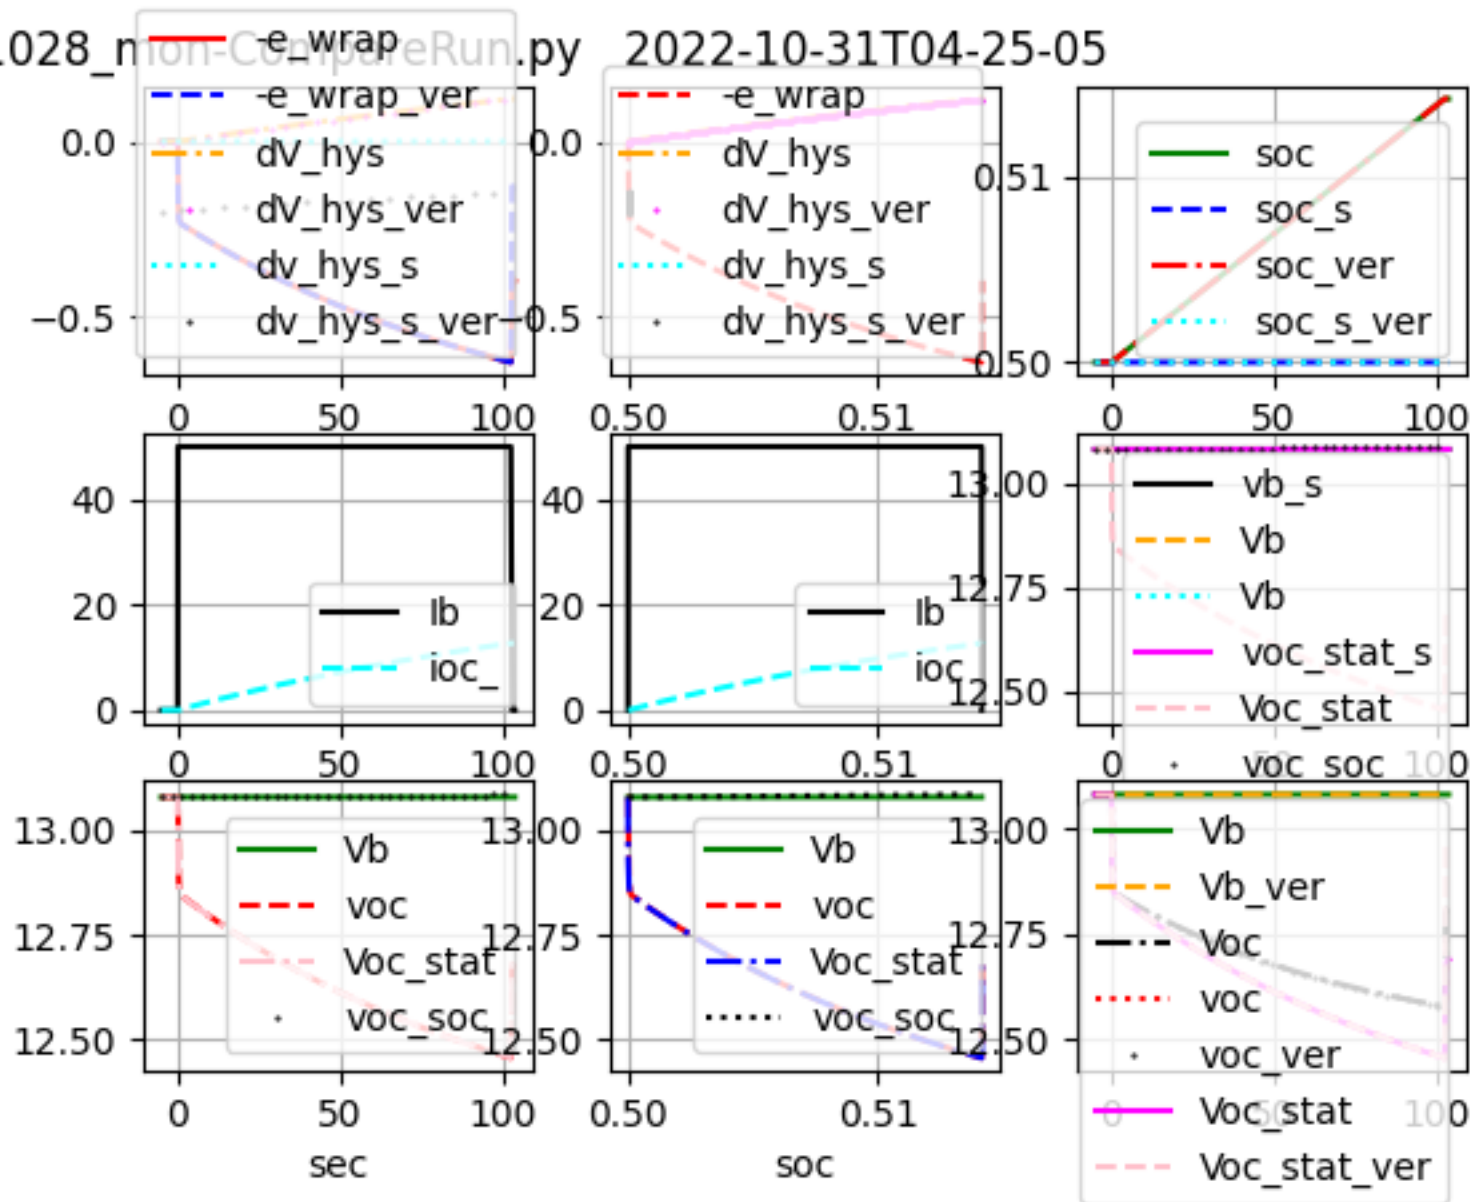 .028_mon-CompareRun.py 2022-10-31T04-25-05
-e_wrap
-e_wrap_ver
dV_hys
dV_hys_ver
dv_hys_s
dv_hys_s_ver
0.0
−0.5
0
50
100
-e_wrap
dV_hys
dV_hys_ver
dv_hys_s
dv_hys_s_ver
0.0
−0.5
0.50
0.51
soc
soc_s
soc_ver
soc_s_ver
0.51
0.50
0
50
100
Ib
ioc_
40
20
0
0
50
100
Ib
ioc
40
20
0
0.50
0.51
vb_s
Vb
Vb
voc_stat_s
Voc_stat
voc_soc
13.00
12.75
12.50
0
50
100
Vb
voc
Voc_stat
voc_soc
13.00
12.75
12.50
0
50
100
sec
Vb
voc
Voc_stat
voc_soc
13.00
12.75
12.50
0.50
0.51
soc
Vb
Vb_ver
Voc
voc
voc_ver
Voc_stat
Voc_stat_ver
13.00
12.75
12.50
0
50
100